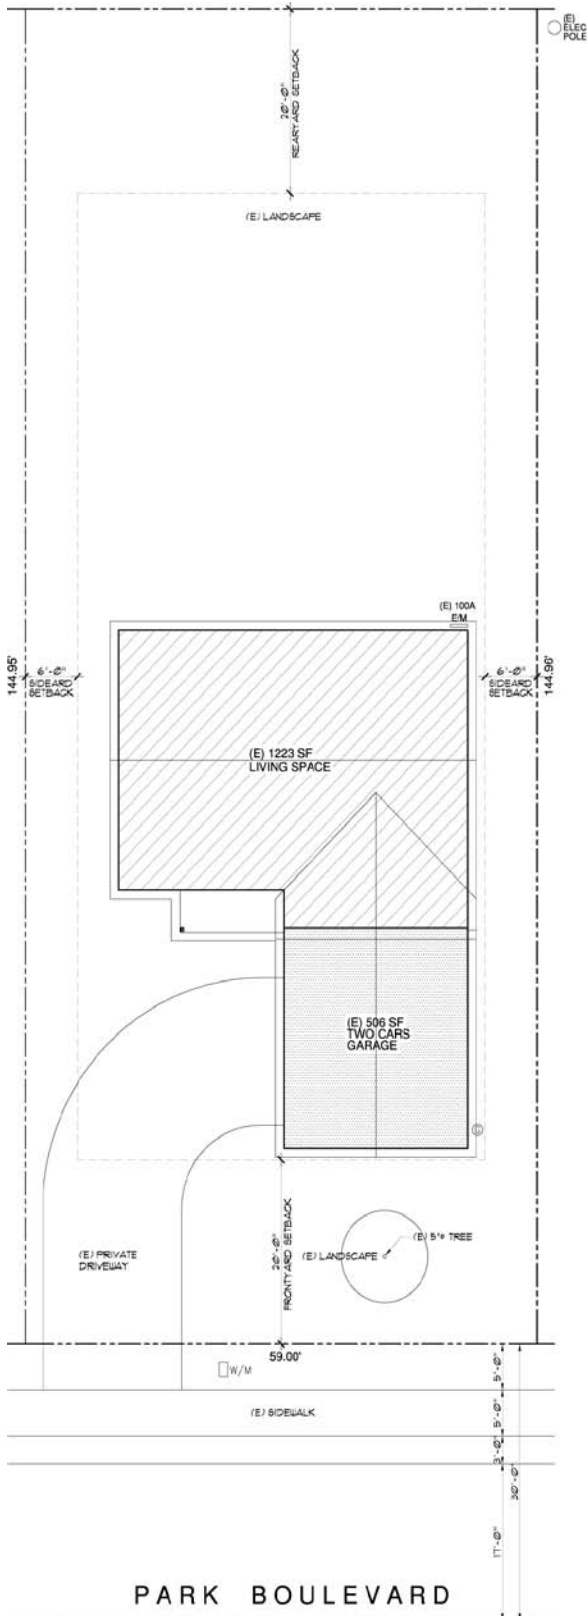 (E)
ELEC
POLE
20'-0"
REARYARD SETBACK
(E) LANDSCAPE
(E) 100A
E/M
144.95'
6'-0"
SIDEARD
SETBACK
6'-0"
SIDEARD
SETBACK
144.96'
(E) 1223 SF
LIVING SPACE
(E) 506 SF
TWO CARS
GARAGE
G
(E) PRIVATE
DRIVEWAY
20'-0"
FRONTYARD SETBACK
(E) LANDSCAPE
(E) 5"ø TREE
59.00'
W/M
(E) SIDEWALK
5'-0"
5'-0"
3'-0"
30'-0"
17'-0"
PARK BOULEVARD